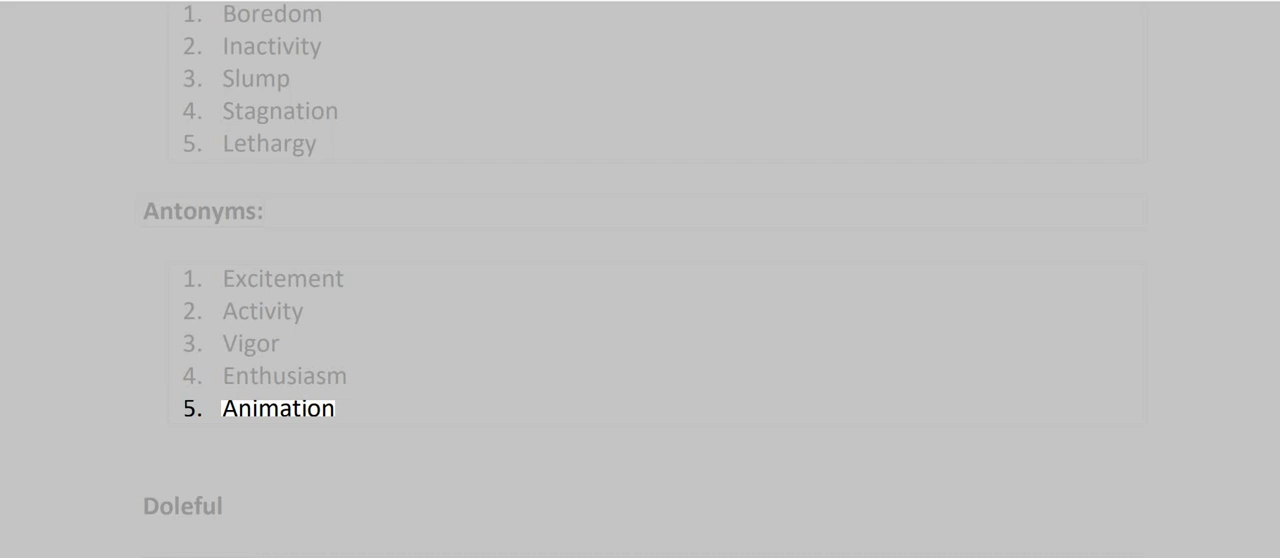 1. Boredom
2. Inactivity
3. Slump
4. Stagnation
5. Lethargy
Antonyms:
1. Excitement
2. Activity
3. Vigor
4. Enthusiasm
5. Animation
Doleful